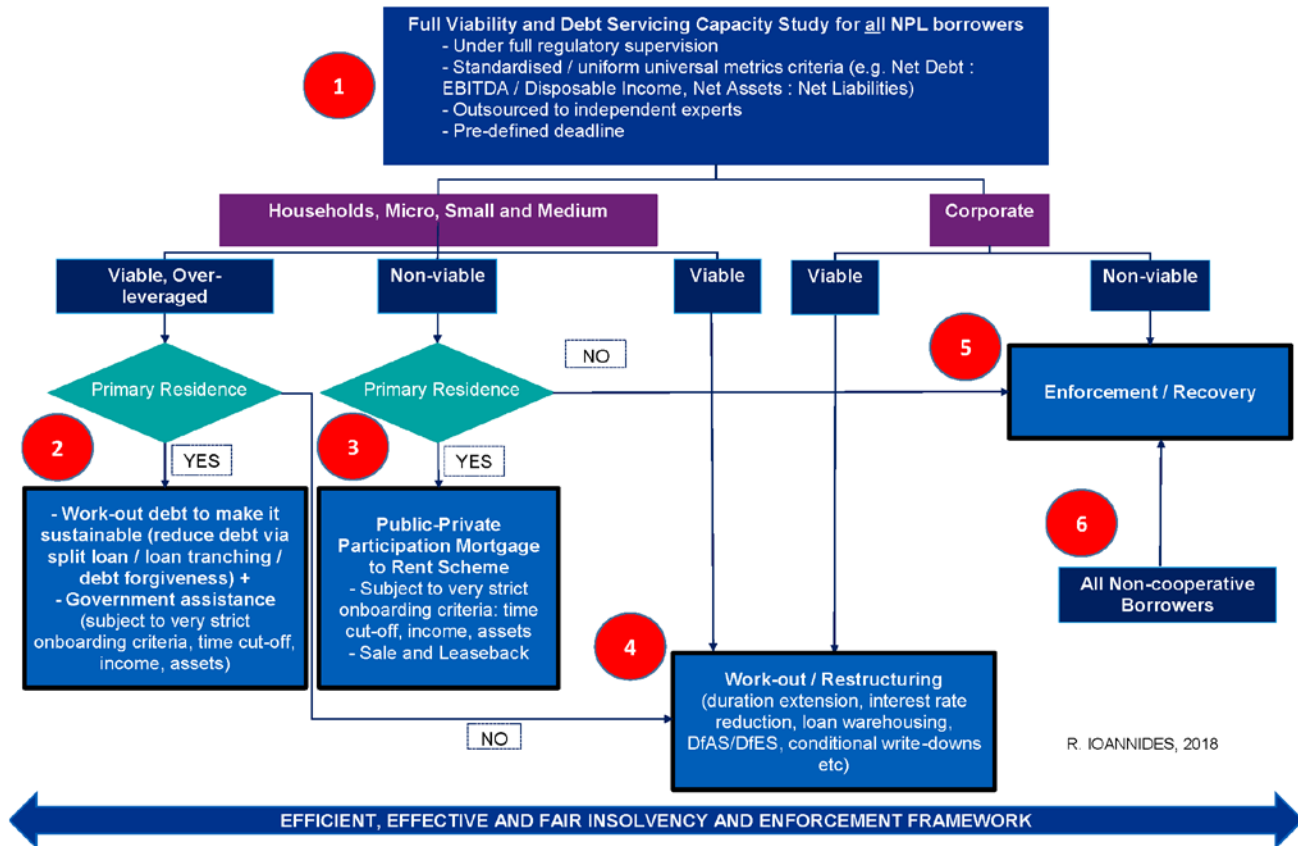 Full Viability and Debt Servicing Capacity Study for all NPL borrowers
- Under full regulatory supervision
- Standardised / uniform universal metrics criteria (e.g. Net Debt :
EBITDA / Disposable Income, Net Assets : Net Liabilities)
- Outsourced to independent experts
- Pre-defined deadline
1
Households, Micro, Small and Medium
Corporate
Viable, Over-
leveraged
Non-viable
Viable
Viable
Non-viable
Primary Residence
Primary Residence
NO
5
Enforcement / Recovery
2
YES
3
YES
- Work-out debt to make it
sustainable (reduce debt via
split loan / loan tranching /
debt forgiveness) +
- Government assistance
(subject to very strict
onboarding criteria, time cut-off,
income, assets)
Public-Private
Participation Mortgage
to Rent Scheme
- Subject to very strict
onboarding criteria: time
cut-off, income, assets
- Sale and Leaseback
6
All Non-cooperative
Borrowers
4
Work-out / Restructuring
(duration extension, interest rate
reduction, loan warehousing,
DfAS/DfES, conditional write-downs
etc)
NO
R. IOANNIDES, 2018
EFFICIENT, EFFECTIVE AND FAIR INSOLVENCY AND ENFORCEMENT FRAMEWORK